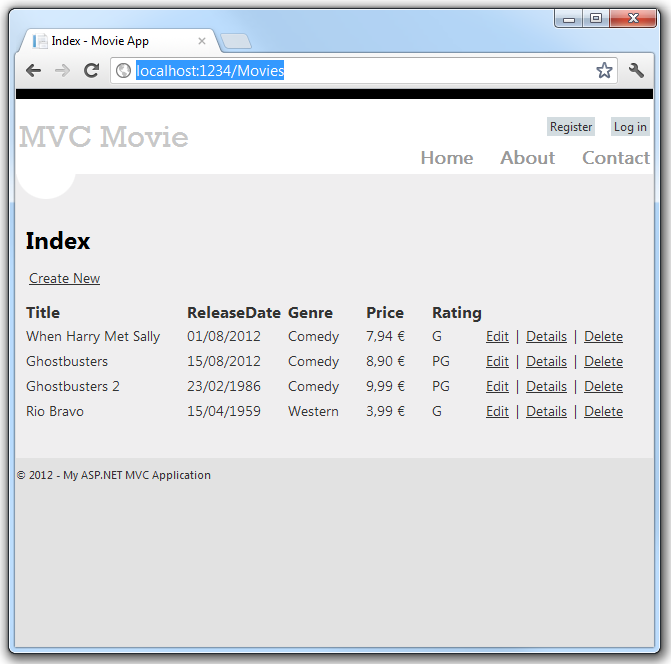 Index - Movie App
localhost:1234/Movies
Register Log in
MVC Movie
Home About Contact
Index
Create New
Title ReleaseDate Genre Price Rating
When Harry Met Sally 01/08/2012 Comedy 7,94 € G Edit | Details | Delete
Ghostbusters 15/08/2012 Comedy 8,90 € PG Edit | Details | Delete
Ghostbusters 2 23/02/1986 Comedy 9,99 € PG Edit | Details | Delete
Rio Bravo 15/04/1959 Western 3,99 € G Edit | Details | Delete
© 2012 - My ASP.NET MVC Application